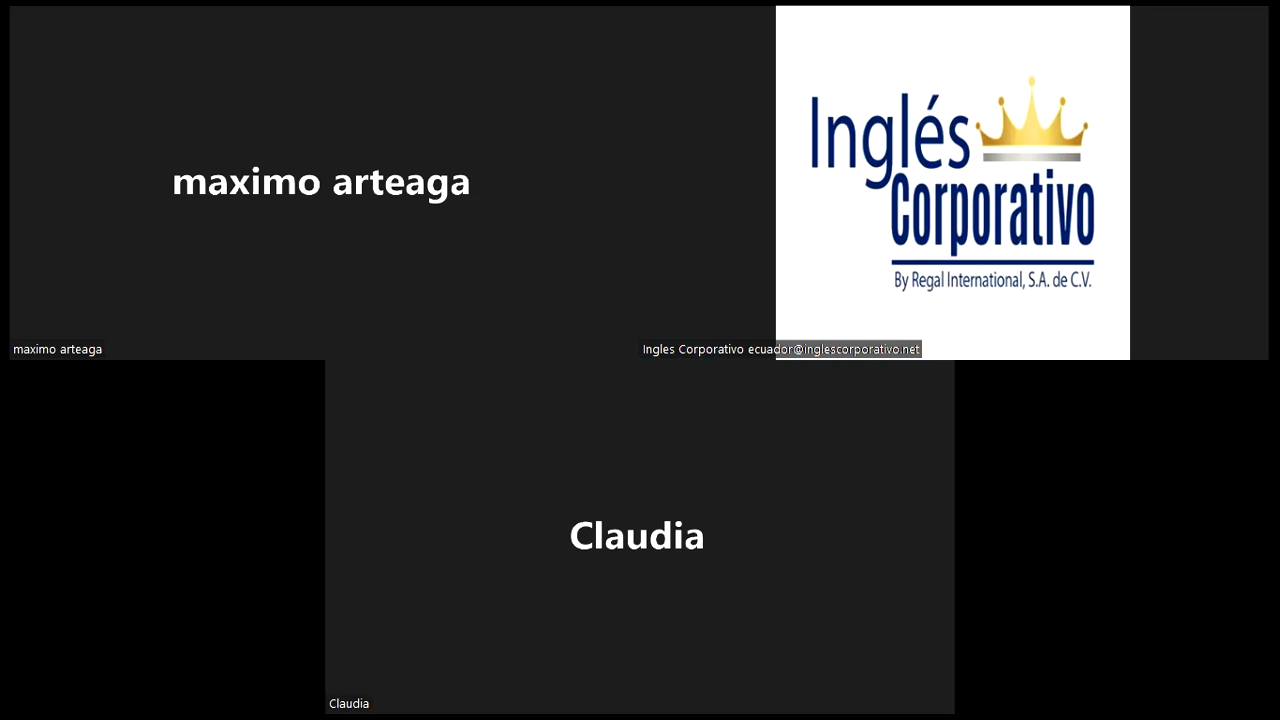 maximo arteaga
maximo arteaga
Inglés
Corporativo
By Regal International, S.A. de C.V.
Ingles Corporativo ecuador@inglescorporativo.net
Claudia
Claudia